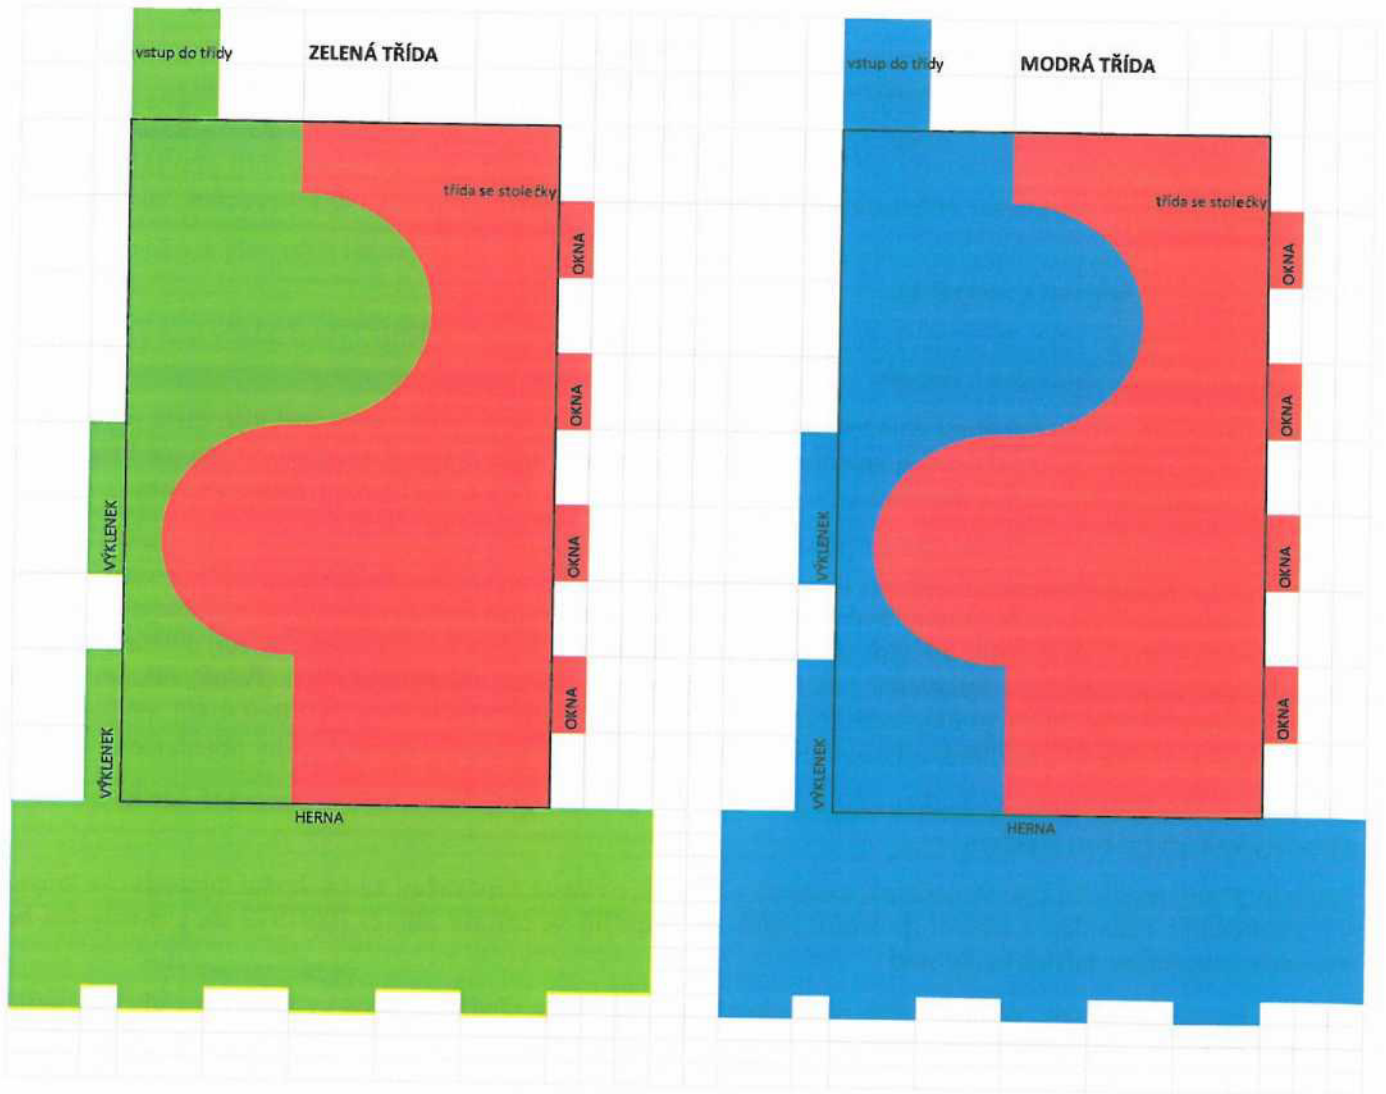 vstup do třídy
ZELENÁ TŘÍDA
třída se stolečky
OKNA
OKNA
VÝKLENEK
OKNA
VÝKLENEK
OKNA
HERNA
vstup do třídy
MODRÁ TŘÍDA
třída se stolečky
OKNA
OKNA
VÝKLENEK
OKNA
VÝKLENEK
OKNA
HERNA